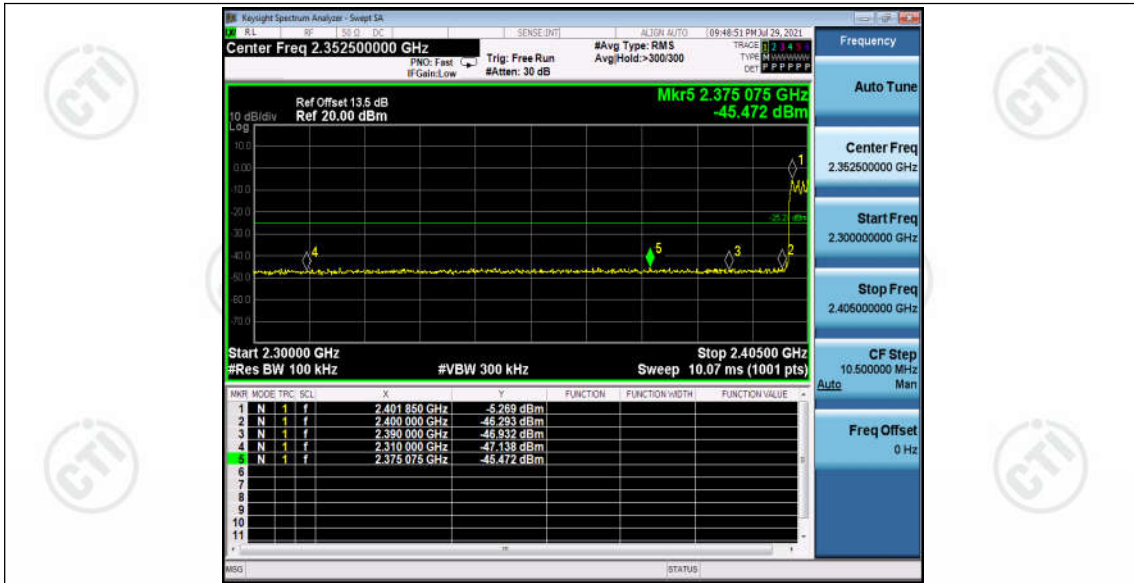 Keysight Spectrum Analyzer - Swept SA
RL RF 50 Ω DC SENSE:INT ALIGN AUTO 09:48:51 PM Jul 29, 2021
Center Freq 2.352500000 GHz
PNO: Fast
IFGain:Low
Trig: Free Run
#Atten: 30 dB
#Avg Type: RMS
Avg|Hold:>300/300
TRACE 1 2 3 4 5 6
TYPE M WWWWW
DET P P P P P P
Mkr5 2.375 075 GHz
-45.472 dBm
Ref Offset 13.5 dB
10 dB/div Ref 20.00 dBm
Log
10.0
0.00
-10.0
-20.0
-30.0
-40.0
-50.0
-60.0
-70.0
1
4
5
3
2
Start 2.30000 GHz Stop 2.40500 GHz
#Res BW 100 kHz #VBW 300 kHz Sweep 10.07 ms (1001 pts)
MKR MODE TRC SCL X Y FUNCTION FUNCTION WIDTH FUNCTION VALUE
1 N 1 f 2.401 850 GHz -5.269 dBm
2 N 1 f 2.400 000 GHz -46.293 dBm
3 N 1 f 2.390 000 GHz -46.932 dBm
4 N 1 f 2.310 000 GHz -47.138 dBm
5 N 1 f 2.375 075 GHz -45.472 dBm
6
7
8
9
10
11
MSG STATUS
Frequency
Auto Tune
Center Freq
2.352500000 GHz
Start Freq
2.300000000 GHz
Stop Freq
2.405000000 GHz
CF Step
10.500000 MHz
Auto Man
Freq Offset
0 Hz
CTI
CTI
CTI
CTI